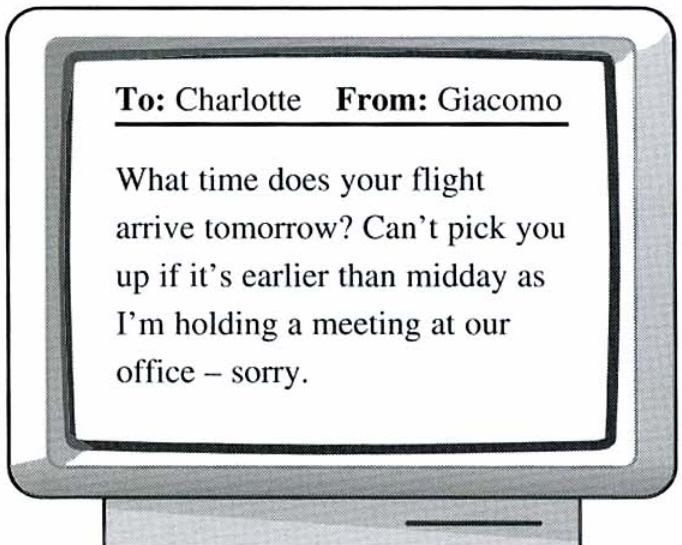 To: Charlotte From: Giacomo
What time does your flight
arrive tomorrow? Can't pick you
up if it's earlier than midday as
I'm holding a meeting at our
office – sorry.